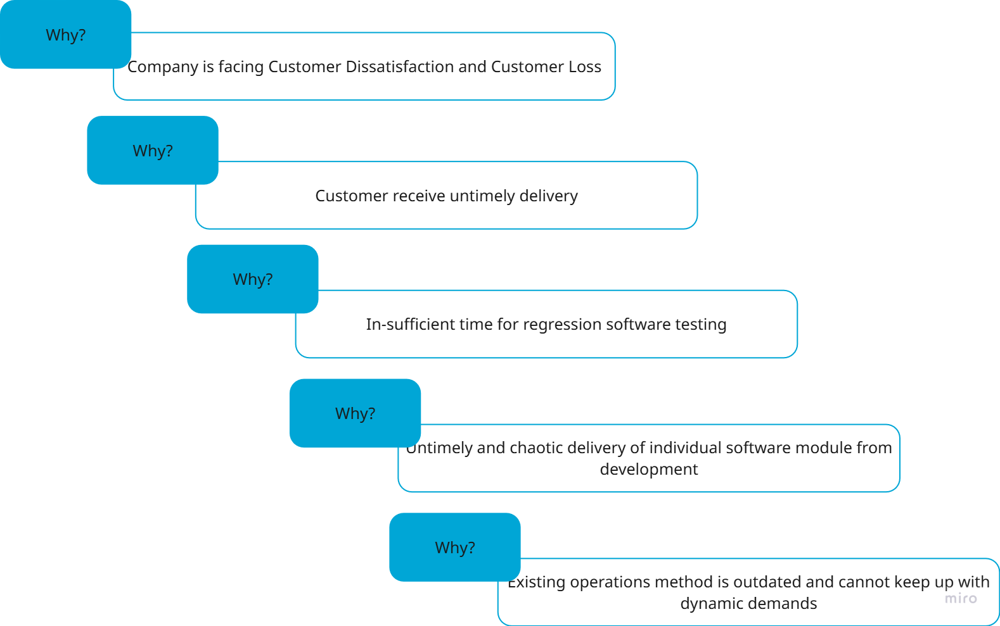 Why?
Company is facing Customer Dissatisfaction and Customer Loss
Why?
Customer receive untimely delivery
Why?
In-sufficient time for regression software testing
Why?
Untimely and chaotic delivery of individual software module from
development
Why?
Existing operations method is outdated and cannot keep up with
dynamic demands
miro